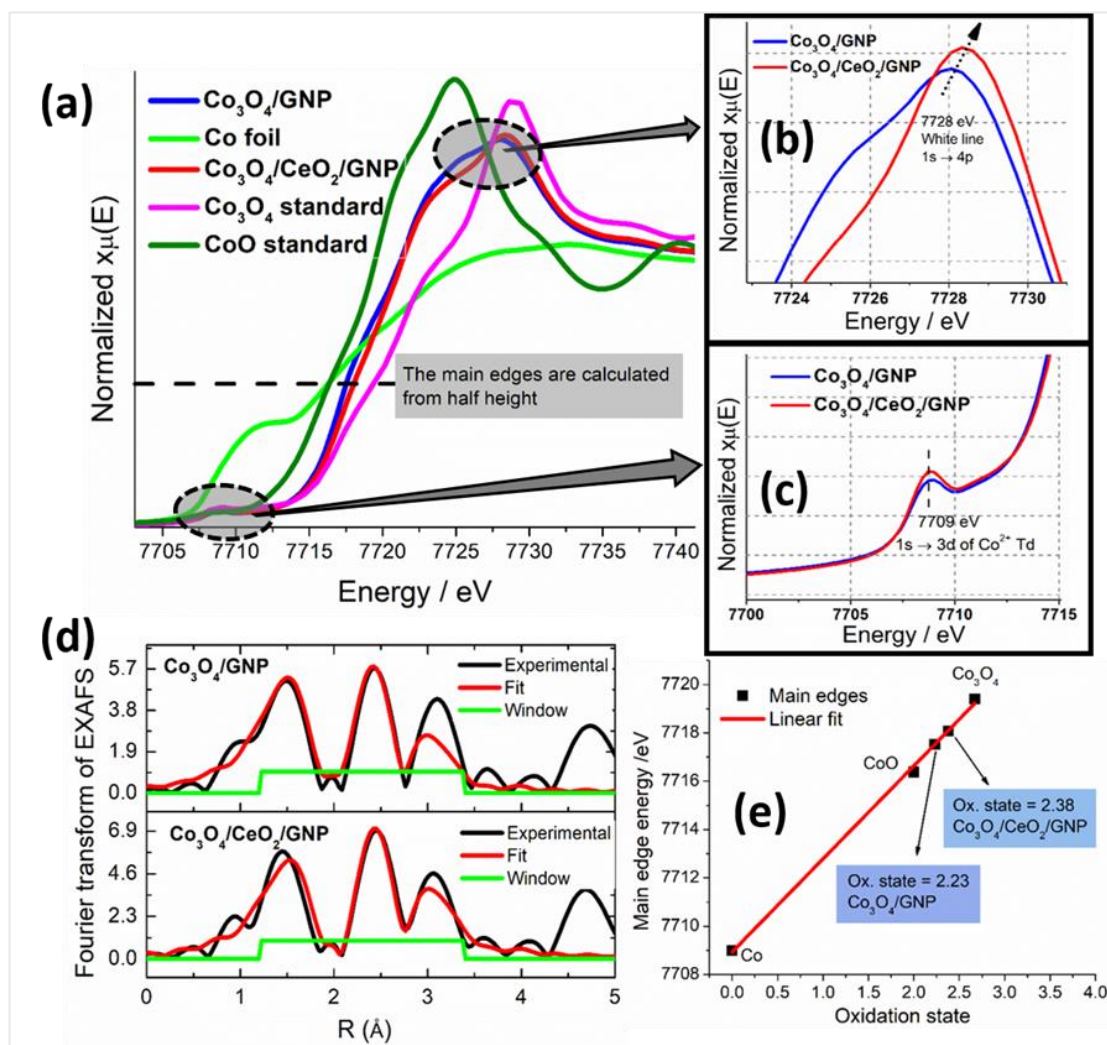 (a)
Co₃O₄/GNP
Co foil
Co₃O₄/CeO₂/GNP
Co₃O₄ standard
CoO standard
The main edges are calculated
from half height
Normalized xμ(E)
7705 7710 7715 7720 7725 7730 7735 7740
Energy / eV
(b)
Co₃O₄/GNP
Co₃O₄/CeO₂/GNP
7728 eV
White line
1s → 4p
Normalized xμ(E)
7724 7726 7728 7730
Energy / eV
(c)
Co₃O₄/GNP
Co₃O₄/CeO₂/GNP
7709 eV
1s → 3d of Co²⁺ Td
Normalized xμ(E)
7700 7705 7710 7715
Energy / eV
(d)
Co₃O₄/GNP
Experimental
Fit
Window
5.7
3.8
1.9
0.0
Co₃O₄/CeO₂/GNP
Experimental
Fit
Window
6.9
4.6
2.3
0.0
Fourier transform of EXAFS
0 1 2 3 4 5
R (Å)
(e)
Main edges
Linear fit
Co₃O₄
CoO
Co
Ox. state = 2.38
Co₃O₄/CeO₂/GNP
Ox. state = 2.23
Co₃O₄/GNP
Main edge energy /eV
7720
7718
7716
7714
7712
7710
7708
0.0 0.5 1.0 1.5 2.0 2.5 3.0 3.5 4.0
Oxidation state